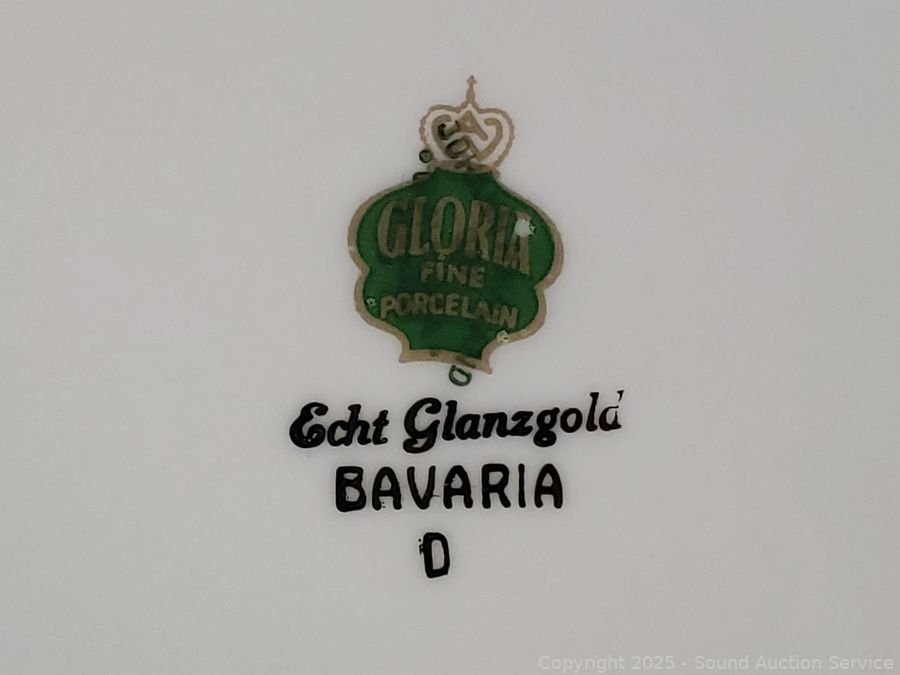 GLORIA
FINE
PORCELAIN
Echt Glanzgold
BAVARIA
D
Copyright 2025 - Sound Auction Service